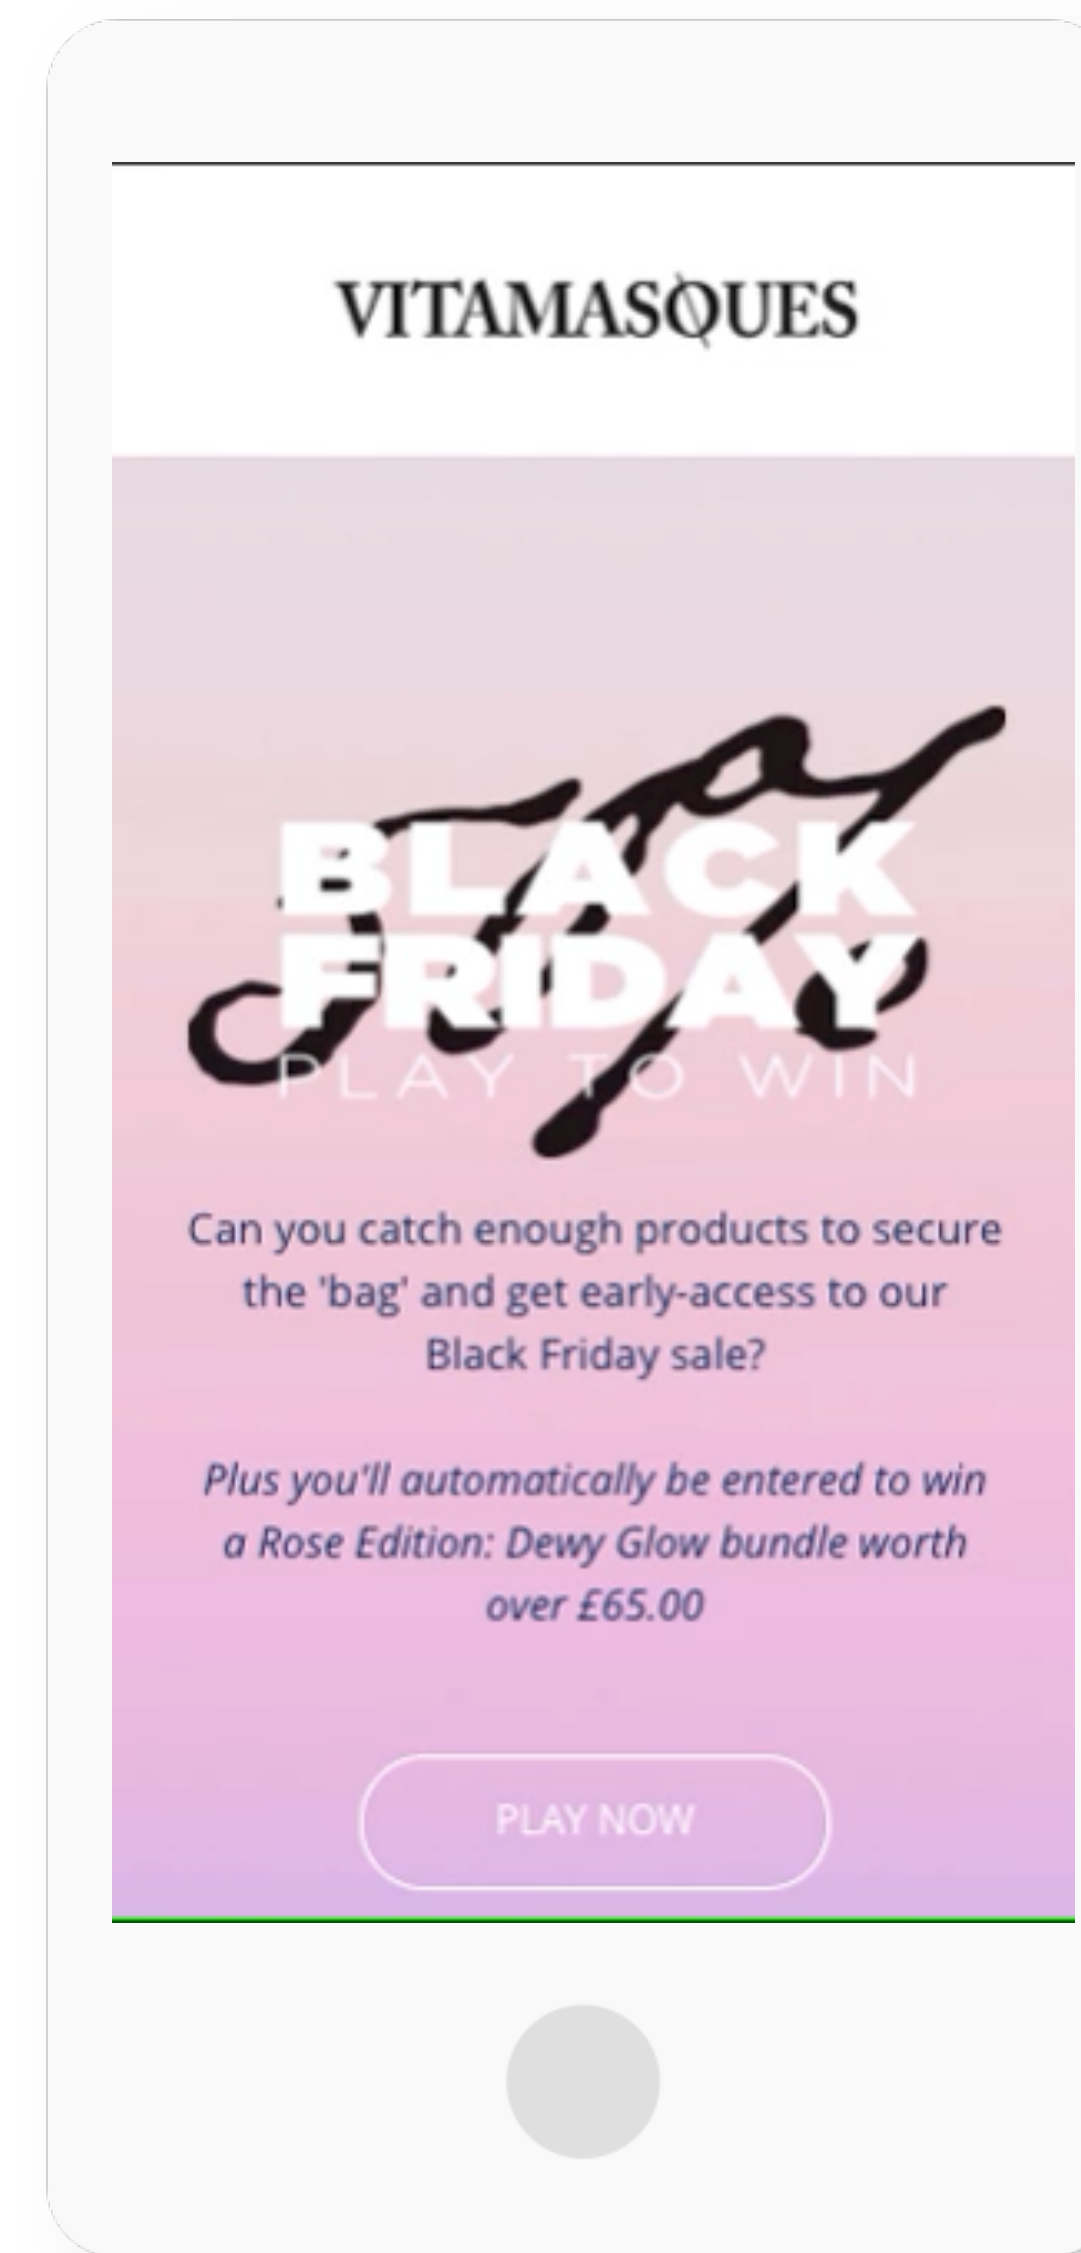 VITAMASQUES
BLACK
FRIDAY
PLAY TO WIN
Can you catch enough products to secure
the 'bag' and get early-access to our
Black Friday sale?
Plus you'll automatically be entered to win
a Rose Edition: Dewy Glow bundle worth
over £65.00
PLAY NOW